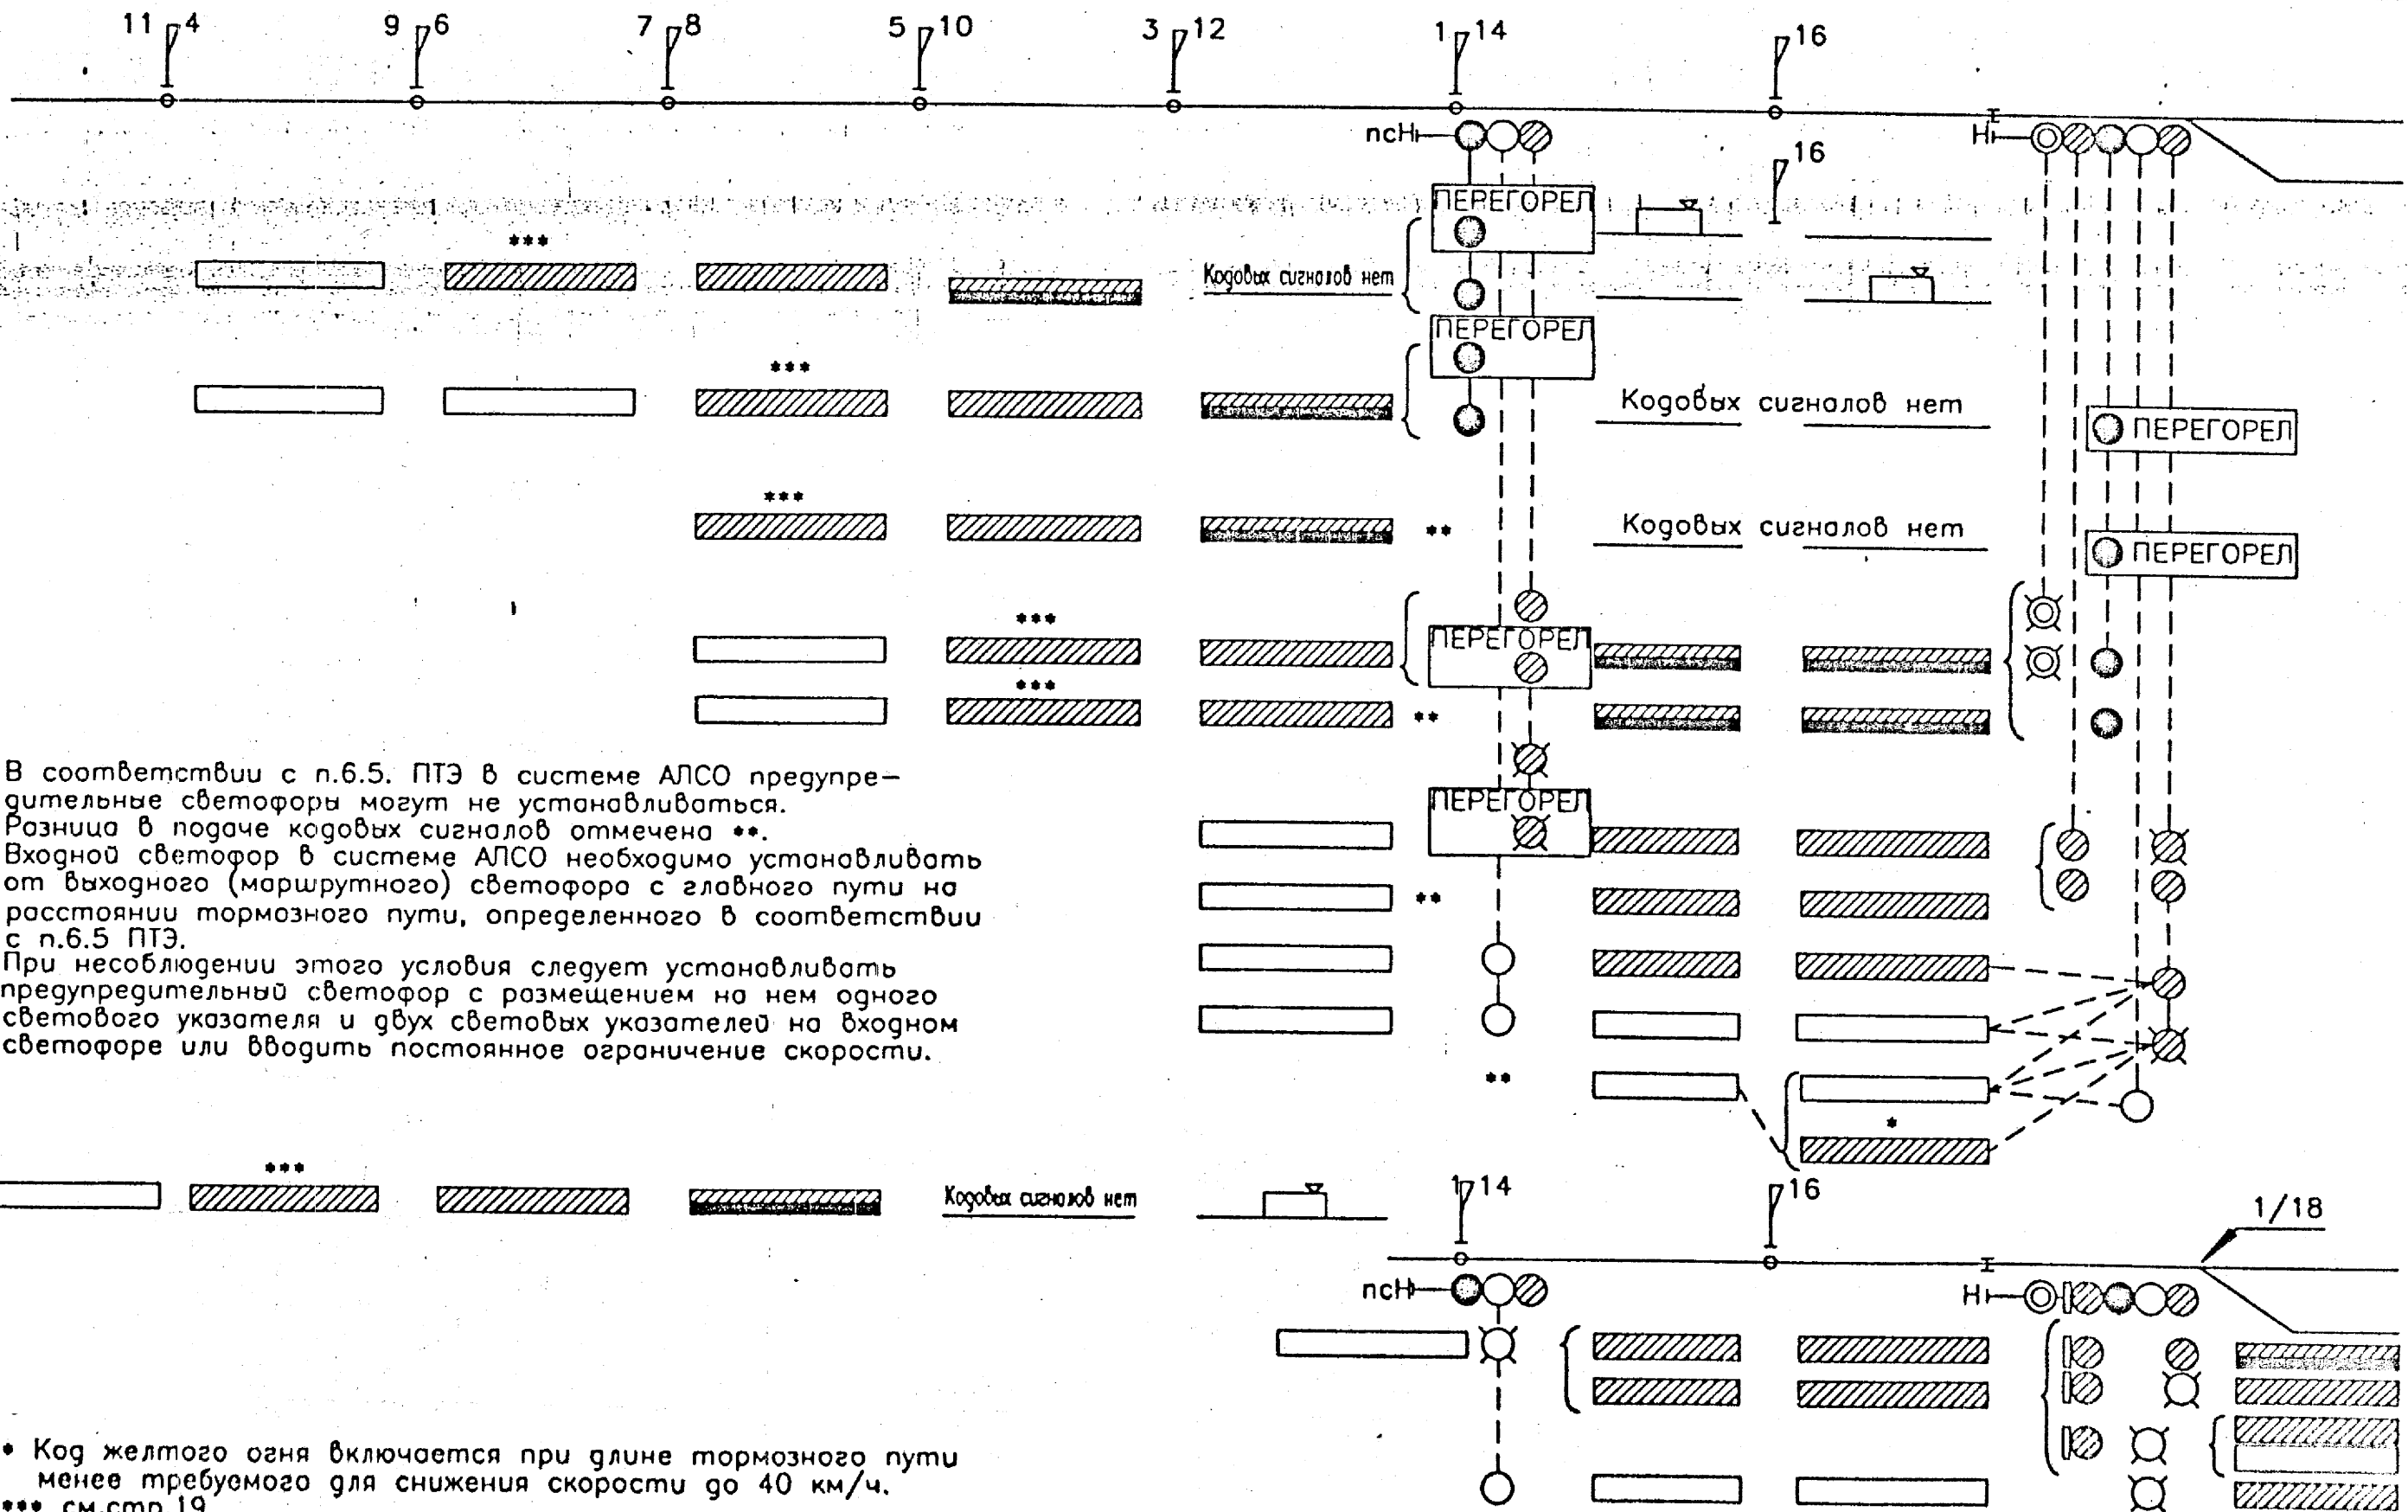 11 4 9 6 7 8 5 10 3 12 1 14 16
псН Н
16
ПЕРЕГОРЕЛ
***
Кодовых сигналов нет
ПЕРЕГОРЕЛ
***
Кодовых сигналов нет
ПЕРЕГОРЕЛ
***
**
Кодовых сигналов нет
ПЕРЕГОРЕЛ
***
ПЕРЕГОРЕЛ
***
**
В соответствии с п.6.5. ПТЭ в системе АЛСО предупре-
дительные светофоры могут не устанавливаться.
Разница в подаче кодовых сигналов отмечена **.
Входной светофор в системе АЛСО необходимо устанавливать
от выходного (маршрутного) светофора с главного пути на
расстоянии тормозного пути, определенного в соответствии
с п.6.5 ПТЭ.
При несоблюдении этого условия следует устанавливать
предупредительный светофор с размещением на нем одного
светового указателя и двух световых указателей на входном
светофоре или вводить постоянное ограничение скорости.
ПЕРЕГОРЕЛ
**
**
*
***
Кодовых сигналов нет
1 14 16
1/18
псН Н
* Код желтого огня включается при длине тормозного пути
менее требуемого для снижения скорости до 40 км/ч.
*** см.стр.19